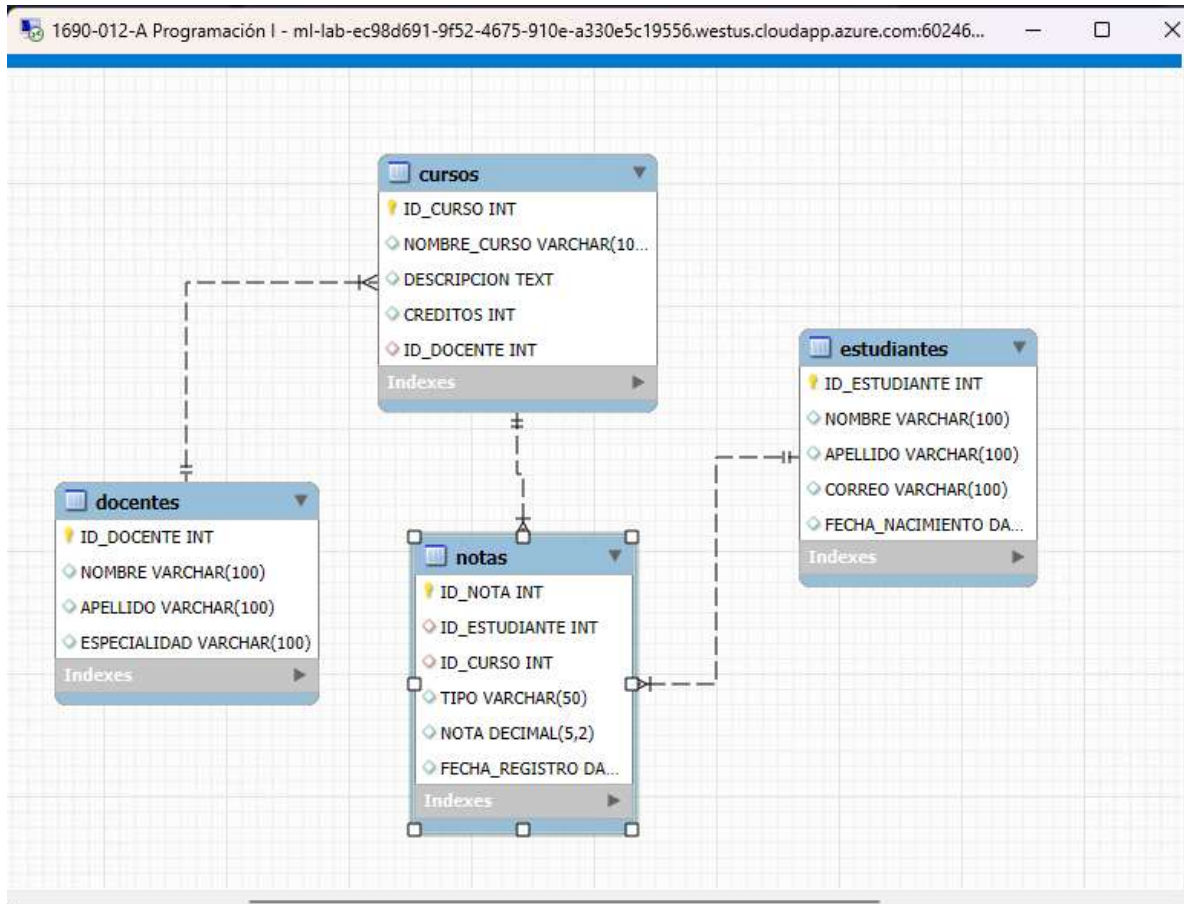 1690-012-A Programación I - ml-lab-ec98d691-9f52-4675-910e-a330e5c19556.westus.cloudapp.azure.com:60246...
cursos
ID_CURSO INT
NOMBRE_CURSO VARCHAR(10...
DESCRIPCION TEXT
CREDITOS INT
ID_DOCENTE INT
Indexes
estudiantes
ID_ESTUDIANTE INT
NOMBRE VARCHAR(100)
APELLIDO VARCHAR(100)
CORREO VARCHAR(100)
FECHA_NACIMIENTO DA...
Indexes
docentes
ID_DOCENTE INT
NOMBRE VARCHAR(100)
APELLIDO VARCHAR(100)
ESPECIALIDAD VARCHAR(100)
Indexes
notas
ID_NOTA INT
ID_ESTUDIANTE INT
ID_CURSO INT
TIPO VARCHAR(50)
NOTA DECIMAL(5,2)
FECHA_REGISTRO DA...
Indexes